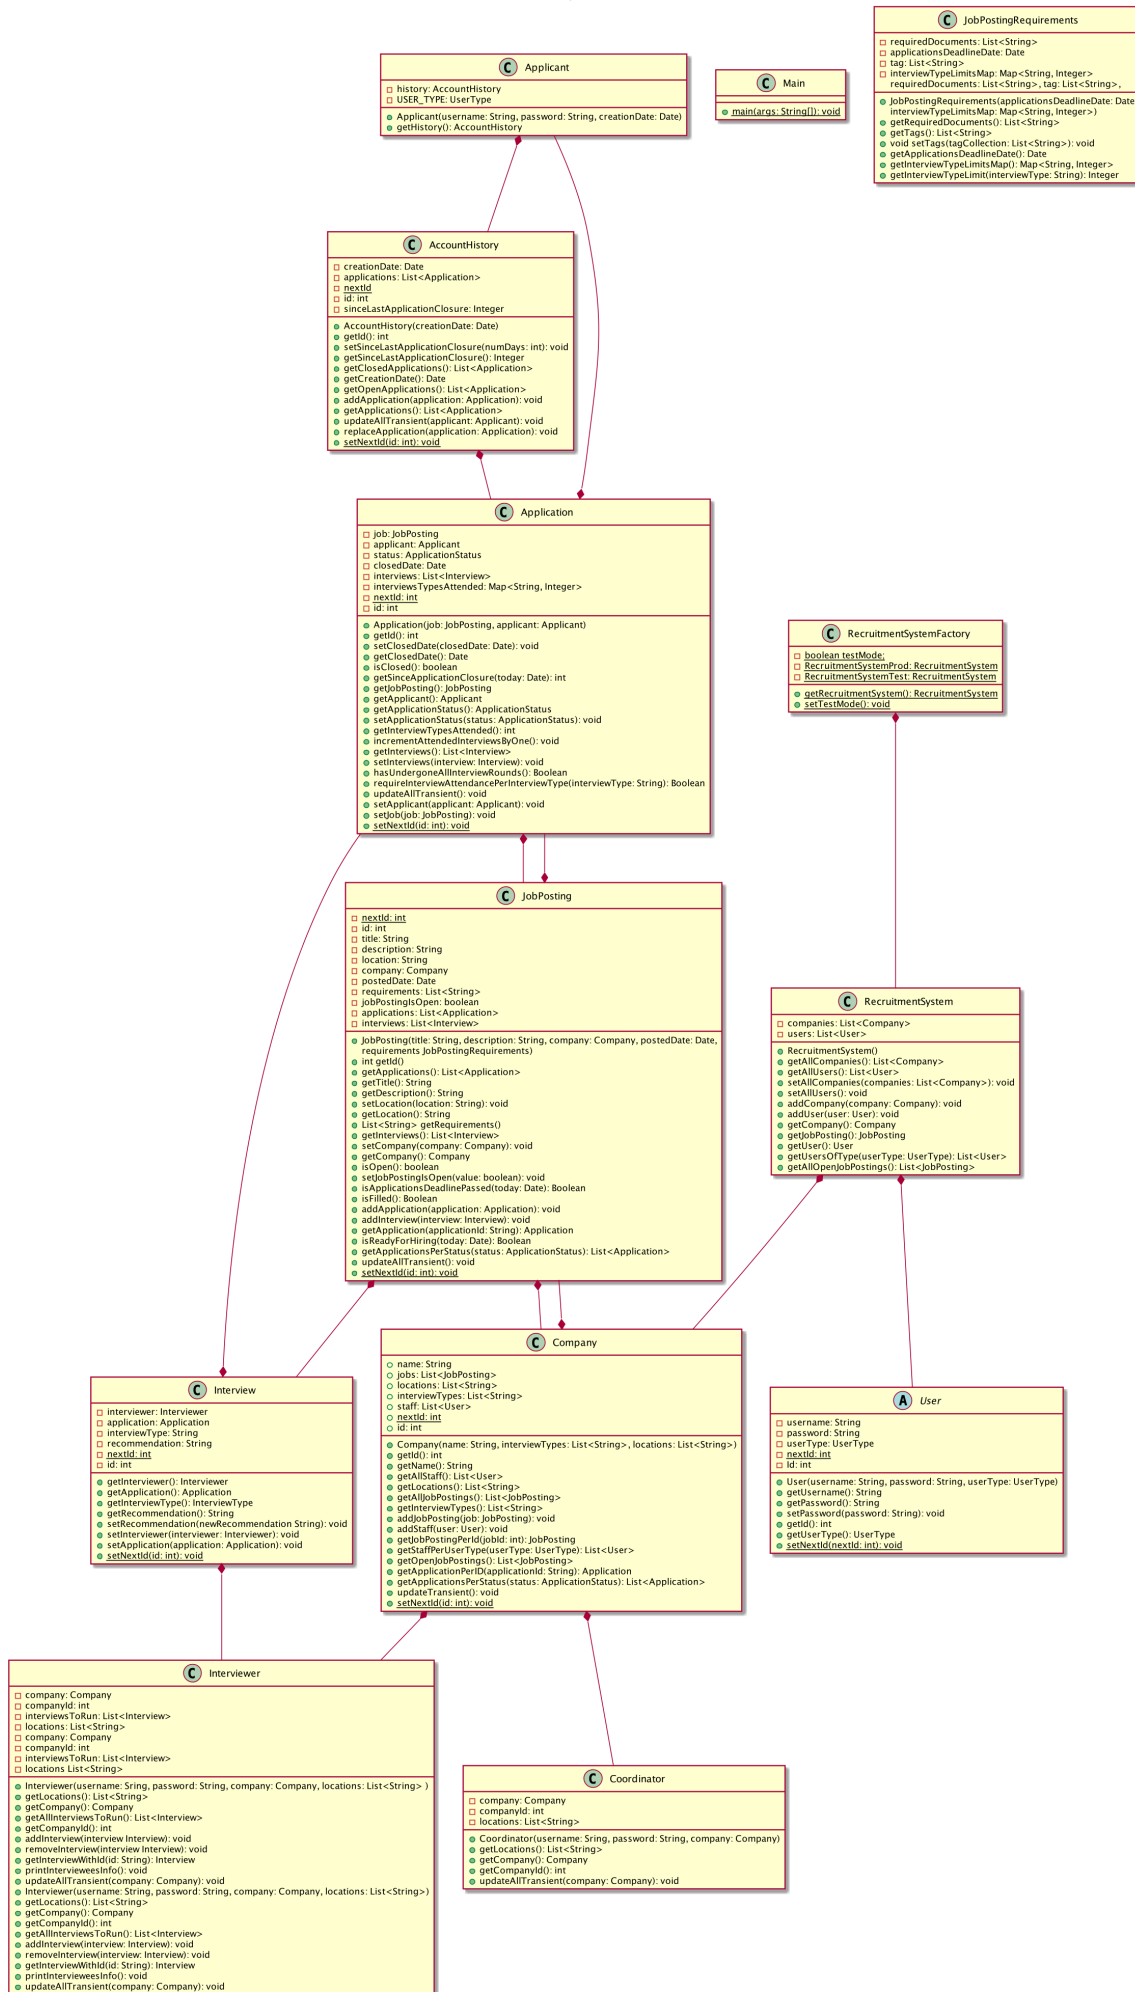 C JobPostingRequirements
requiredDocuments: List<String>
applicationsDeadlineDate: Date
tag: List<String>
interviewTypeLimitsMap: Map<String, Integer>
requiredDocuments: List<String>, tag: List<String>,
JobPostingRequirements(applicationsDeadlineDate: Date
interviewTypeLimitsMap: Map<String, Integer>)
getRequiredDocuments(): List<String>
getTags(): List<String>
void setTags(tagCollection: List<String>): void
getApplicationsDeadlineDate(): Date
getInterviewTypeLimitsMap(): Map<String, Integer>
getInterviewTypeLimit(interviewType: String): Integer
C Applicant
history: AccountHistory
USER_TYPE: UserType
Applicant(username: String, password: String, creationDate: Date)
getHistory(): AccountHistory
C Main
main(args: String[]): void
C AccountHistory
creationDate: Date
applications: List<Application>
nextId
id: int
sinceLastApplicationClosure: Integer
AccountHistory(creationDate: Date)
getId(): int
setSinceLastApplicationClosure(numDays: int): void
getSinceLastApplicationClosure(): Integer
getClosedApplications(): List<Application>
getCreationDate(): Date
getOpenApplications(): List<Application>
addApplication(application: Application): void
getApplications(): List<Application>
updateAllTransient(applicant: Applicant): void
replaceApplication(application: Application): void
setNextId(id: int): void
C Application
job: JobPosting
applicant: Applicant
status: ApplicationStatus
closedDate: Date
interviews: List<Interview>
interviewsTypesAttended: Map<String, Integer>
nextId: int
id: int
Application(job: JobPosting, applicant: Applicant)
getId(): int
setClosedDate(closedDate: Date): void
getClosedDate(): Date
isClosed(): boolean
getSinceApplicationClosure(today: Date): int
getJobPosting(): JobPosting
getApplicant(): Applicant
getApplicationStatus(): ApplicationStatus
setApplicationStatus(status: ApplicationStatus): void
getInterviewTypesAttended(): int
incrementAttendedInterviewsByOne(): void
getInterviews(): List<Interview>
setInterviews(interview: Interview): void
hasUndergoneAllInterviewRounds(): Boolean
requireInterviewAttendancePerInterviewType(interviewType: String): Boolean
updateAllTransient(): void
setApplicant(applicant: Applicant): void
setJob(job: JobPosting): void
setNextId(id: int): void
C RecruitmentSystemFactory
boolean testMode;
RecruitmentSystemProd: RecruitmentSystem
RecruitmentSystemTest: RecruitmentSystem
getRecruitmentSystem(): RecruitmentSystem
setTestMode(): void
C JobPosting
nextId: int
id: int
title: String
description: String
location: String
company: Company
postedDate: Date
requirements: List<String>
jobPostingIsOpen: boolean
applications: List<Application>
interviews: List<Interview>
JobPosting(title: String, description: String, company: Company, postedDate: Date,
requirements JobPostingRequirements)
int getId()
getApplications(): List<Application>
getTitle(): String
getDescription(): String
setLocation(location: String): void
getLocation(): String
List<String> getRequirements()
getInterviews(): List<Interview>
setCompany(company: Company): void
getCompany(): Company
isOpen(): boolean
setJobPostingIsOpen(value: boolean): void
isApplicationsDeadlinePassed(today: Date): Boolean
isFilled(): Boolean
addApplication(application: Application): void
addInterview(interview: Interview): void
getApplication(applicationId: String): Application
isReadyForHiring(today: Date): Boolean
getApplicationsPerStatus(status: ApplicationStatus): List<Application>
updateAllTransient(): void
setNextId(id: int): void
C RecruitmentSystem
companies: List<Company>
users: List<User>
RecruitmentSystem()
getAllCompanies(): List<Company>
getAllUsers(): List<User>
setAllCompanies(companies: List<Company>): void
setAllUsers(): void
addCompany(company: Company): void
addUser(user: User): void
getCompany(): Company
getJobPosting(): JobPosting
getUser(): User
getUsersOfType(userType: UserType): List<User>
getAllOpenJobPostings(): List<JobPosting>
C Interview
interviewer: Interviewer
application: Application
interviewType: String
recommendation: String
nextId: int
id: int
getInterviewer(): Interviewer
getApplication(): Application
getInterviewType(): InterviewType
getRecommendation(): String
setRecommendation(newRecommendation String): void
setInterviewer(interviewer: Interviewer): void
setApplication(application: Application): void
setNextId(id: int): void
C Company
name: String
jobs: List<JobPosting>
locations: List<String>
interviewTypes: List<String>
staff: List<User>
nextId: int
id: int
Company(name: String, interviewTypes: List<String>, locations: List<String>)
getId(): int
getName(): String
getAllStaff(): List<User>
getLocations(): List<String>
getAllJobPostings(): List<JobPosting>
getInterviewTypes(): List<String>
addJobPosting(job: JobPosting): void
addStaff(user: User): void
getJobPostingPerId(jobId: int): JobPosting
getStaffPerUserType(userType: UserType): List<User>
getOpenJobPostings(): List<JobPosting>
getApplicationPerID(applicationId: String): Application
getApplicationsPerStatus(status: ApplicationStatus): List<Application>
updateTransient(): void
setNextId(id: int): void
A User
username: String
password: String
userType: UserType
nextId: int
Id: int
User(username: String, password: String, userType: UserType)
getUsername(): String
getPassword(): String
setPassword(password: String): void
getId(): int
getUserType(): UserType
setNextId(nextId: int): void
C Interviewer
company: Company
companyId: int
interviewsToRun: List<Interview>
locations: List<String>
company: Company
companyId: int
interviewsToRun: List<Interview>
locations List<String>
Interviewer(username: Sring, password: String, company: Company, locations: List<String> )
getLocations(): List<String>
getCompany(): Company
getAllInterviewsToRun(): List<Interview>
getCompanyId(): int
addInterview(interview Interview): void
removeInterview(interview Interview): void
getInterviewWithId(id: String): Interview
printIntervieweesInfo(): void
updateAllTransient(company: Company): void
Interviewer(username: String, password: String, company: Company, locations: List<String>)
getLocations(): List<String>
getCompany(): Company
getCompanyId(): int
getAllInterviewsToRun(): List<Interview>
addInterview(interview: Interview): void
removeInterview(interview: Interview): void
getInterviewWithId(id: String): Interview
printIntervieweesInfo(): void
updateAllTransient(company: Company): void
C Coordinator
company: Company
companyId: int
locations: List<String>
Coordinator(username: Sring, password: String, company: Company)
getLocations(): List<String>
getCompany(): Company
getCompanyId(): int
updateAllTransient(company: Company): void